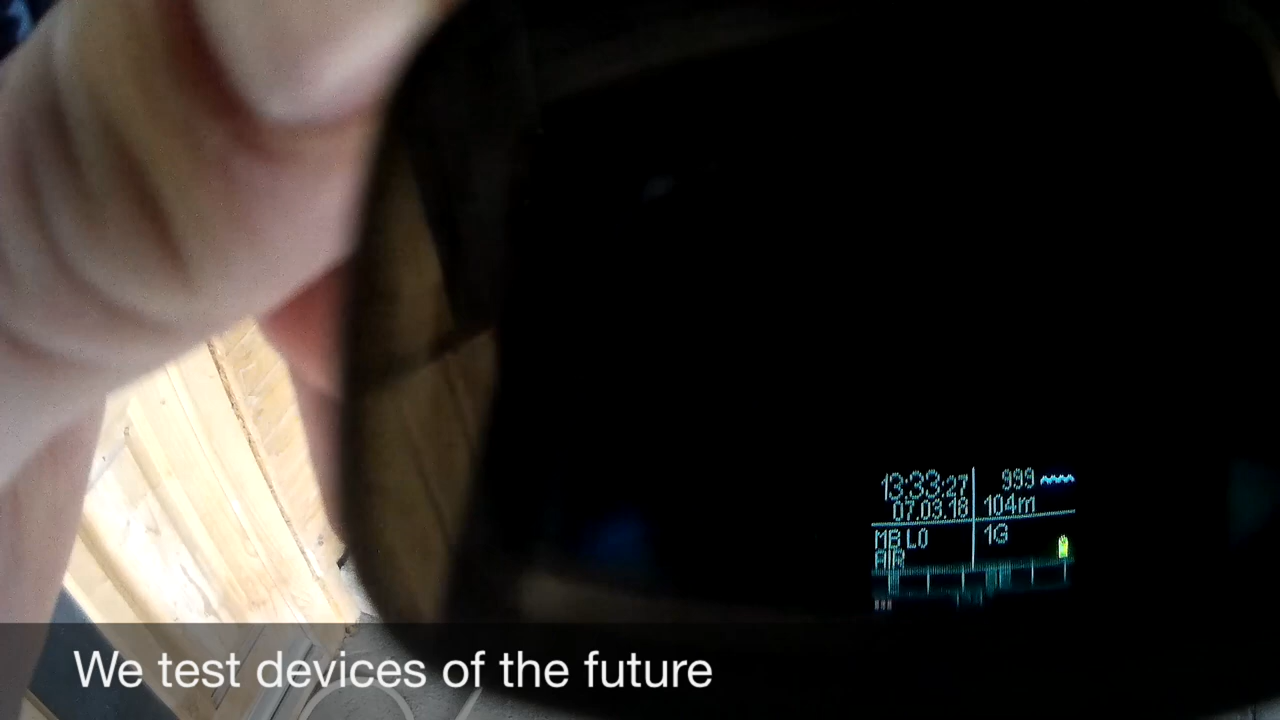 13:33:27
07.03.18
999
104m
MB L0
AIR
1G
We test devices of the future